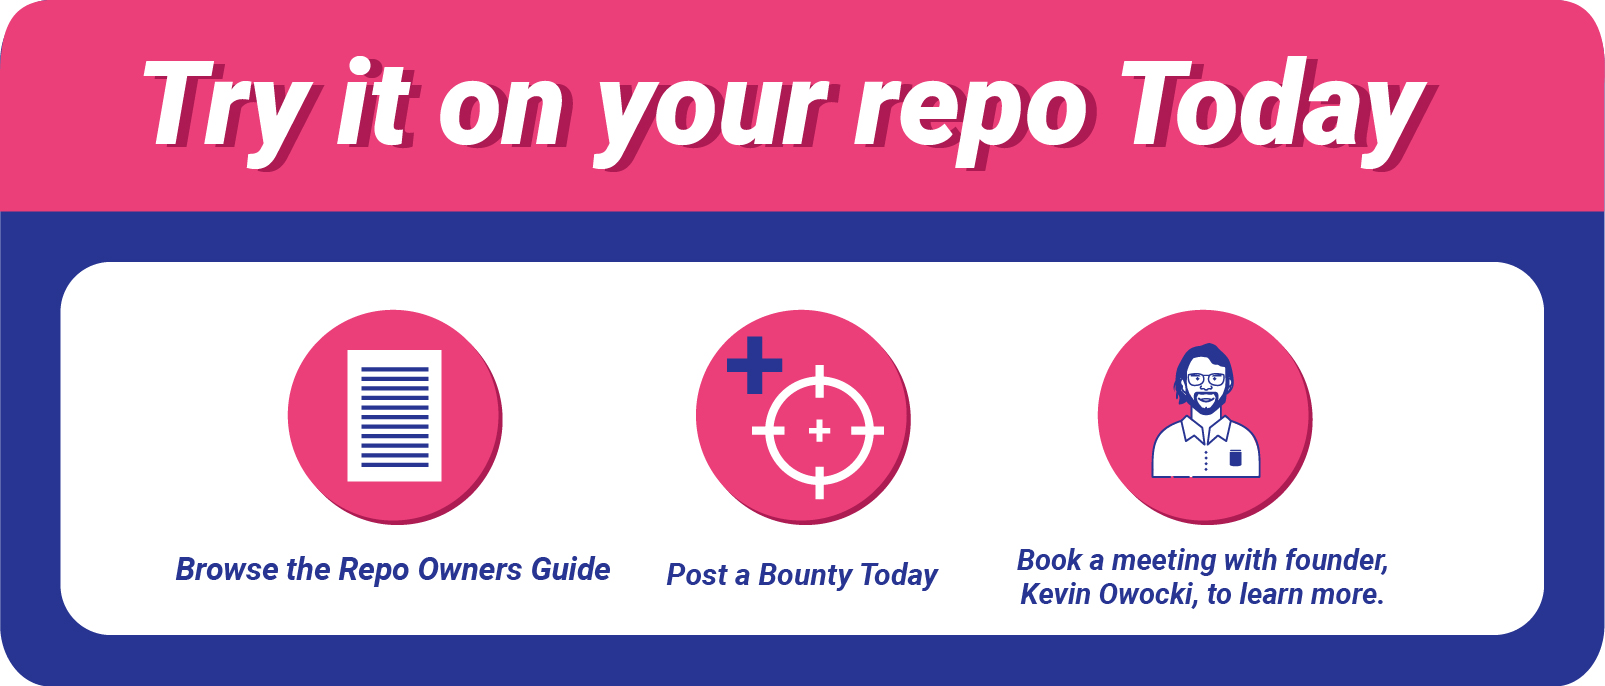 Try it on your repo Today
Browse the Repo Owners Guide
Post a Bounty Today
Book a meeting with founder,
Kevin Owocki, to learn more.